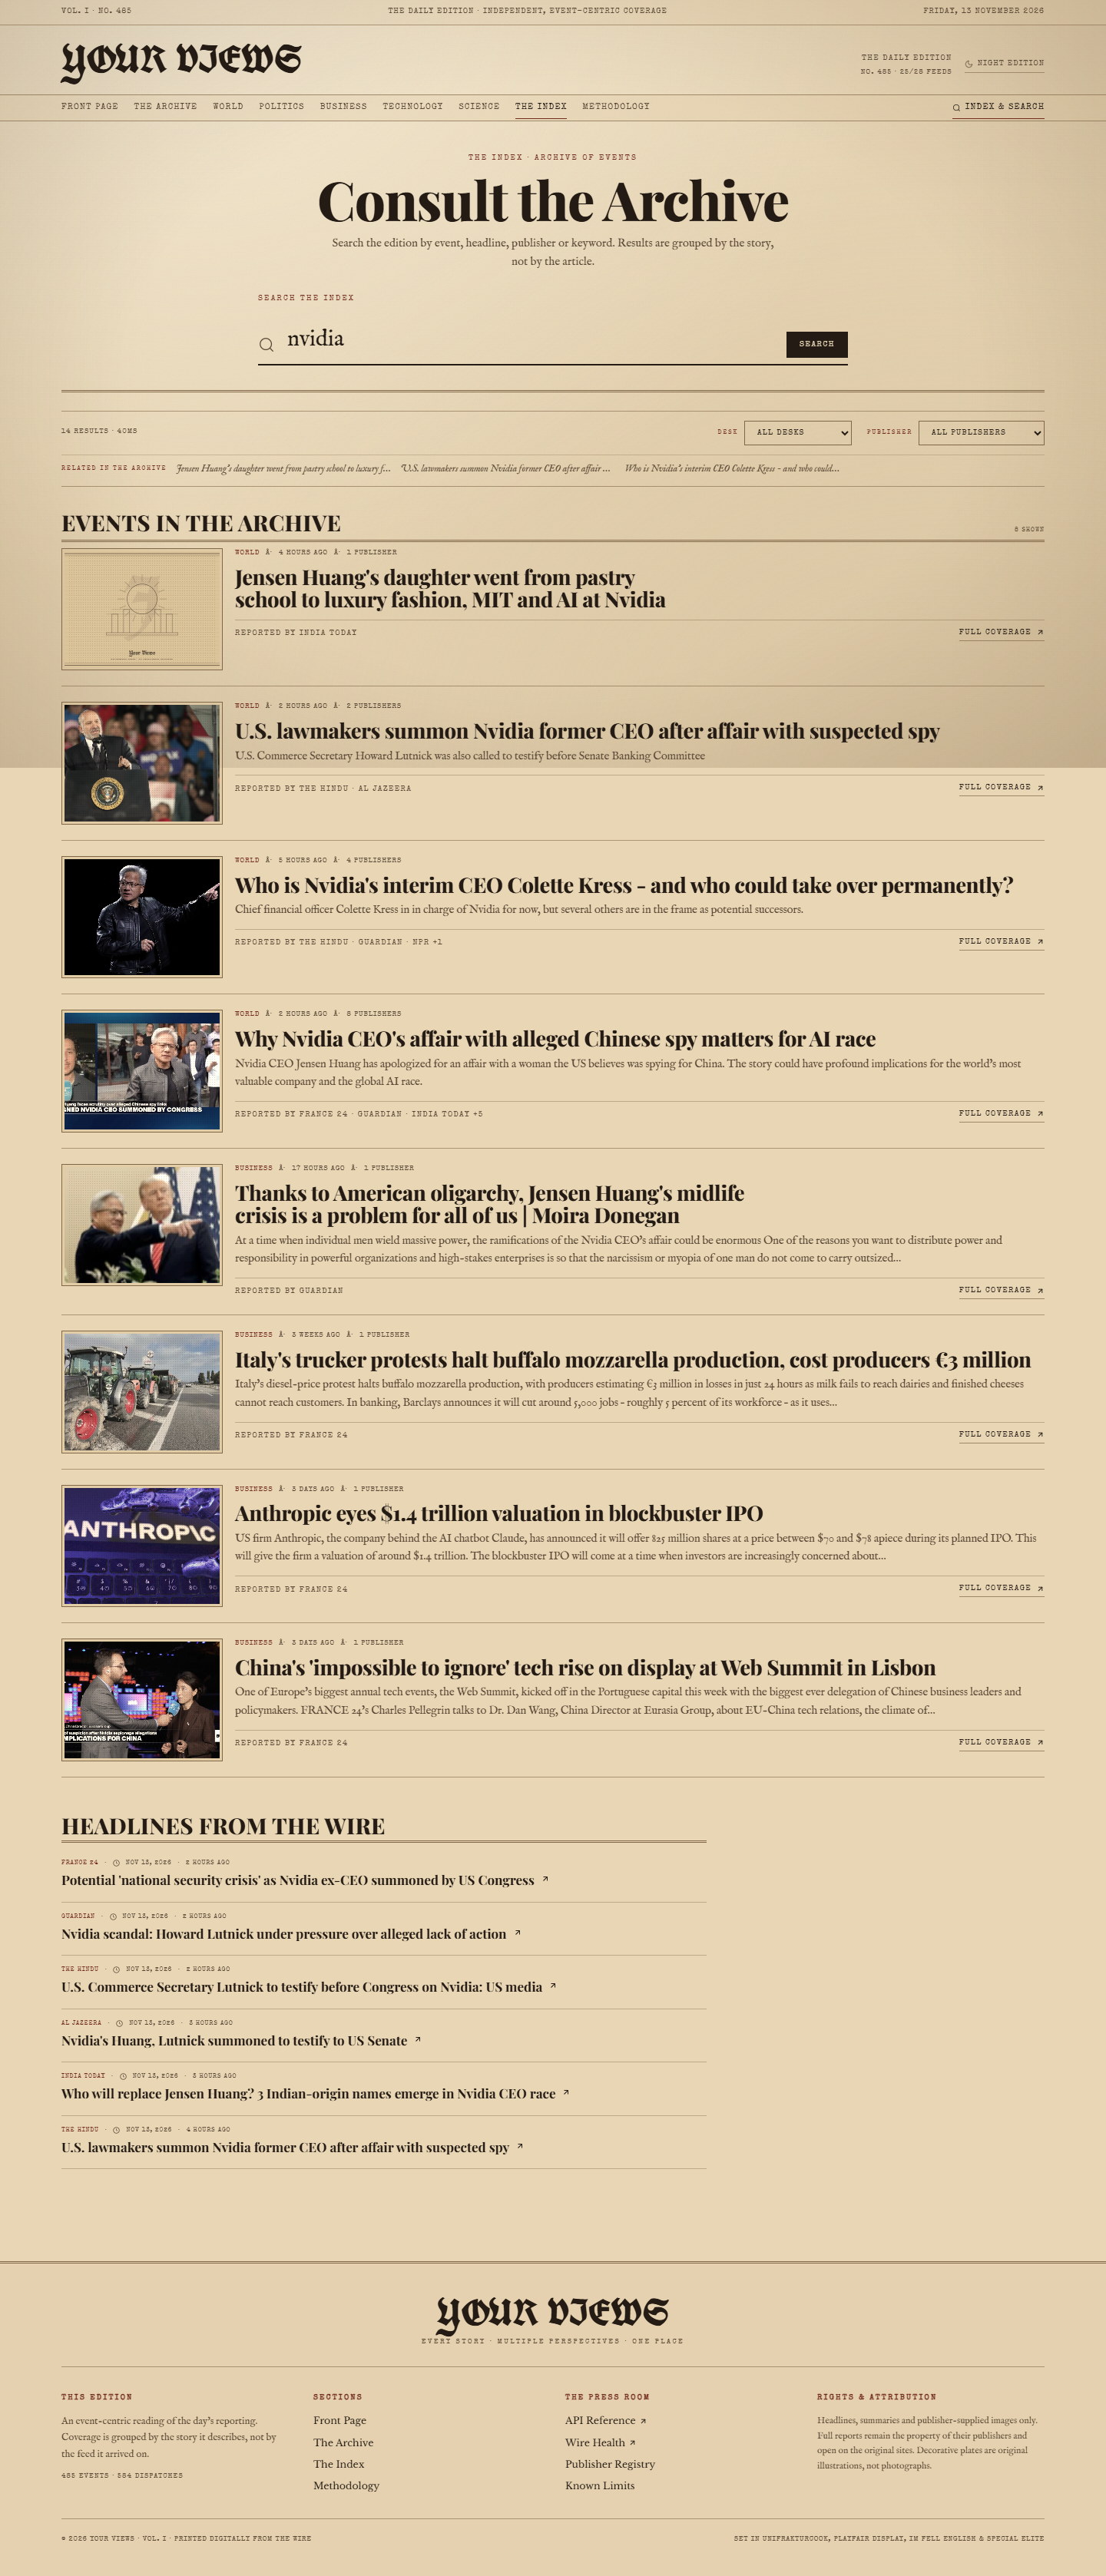 VOL. I · NO. 485
THE DAILY EDITION · INDEPENDENT, EVENT-CENTRIC COVERAGE
FRIDAY, 13 NOVEMBER 2026
YOUR VIEWS
THE DAILY EDITION
NO. 485 · 23/28 FEEDS
NIGHT EDITION
FRONT PAGE THE ARCHIVE WORLD POLITICS BUSINESS TECHNOLOGY SCIENCE THE INDEX METHODOLOGY
INDEX & SEARCH
THE INDEX · ARCHIVE OF EVENTS
Consult the Archive
Search the edition by event, headline, publisher or keyword. Results are grouped by the story,
not by the article.
SEARCH THE INDEX
nvidia
SEARCH
14 RESULTS · 40MS
DESK ALL DESKS PUBLISHER ALL PUBLISHERS
RELATED IN THE ARCHIVE Jensen Huang's daughter went from pastry school to luxury f... 'U.S. lawmakers summon Nvidia former CEO after affair ... Who is Nvidia's interim CEO Colette Kress - and who could...
EVENTS IN THE ARCHIVE
8 SHOWN
WORLD Â· 4 HOURS AGO Â· 1 PUBLISHER
Jensen Huang's daughter went from pastry
school to luxury fashion, MIT and AI at Nvidia
REPORTED BY INDIA TODAY
FULL COVERAGE
Your Views
WORLD Â· 2 HOURS AGO Â· 2 PUBLISHERS
U.S. lawmakers summon Nvidia former CEO after affair with suspected spy
U.S. Commerce Secretary Howard Lutnick was also called to testify before Senate Banking Committee
REPORTED BY THE HINDU · AL JAZEERA
FULL COVERAGE
WORLD Â· 5 HOURS AGO Â· 4 PUBLISHERS
Who is Nvidia's interim CEO Colette Kress - and who could take over permanently?
Chief financial officer Colette Kress in in charge of Nvidia for now, but several others are in the frame as potential successors.
REPORTED BY THE HINDU · GUARDIAN · NPR +1
FULL COVERAGE
WORLD Â· 2 HOURS AGO Â· 8 PUBLISHERS
Why Nvidia CEO's affair with alleged Chinese spy matters for AI race
Nvidia CEO Jensen Huang has apologized for an affair with a woman the US believes was spying for China. The story could have profound implications for the world's most
valuable company and the global AI race.
REPORTED BY FRANCE 24 · GUARDIAN · INDIA TODAY +5
FULL COVERAGE
NED NVIDIA CEO SUMMONED BY CONGRESS
BUSINESS Â· 17 HOURS AGO Â· 1 PUBLISHER
Thanks to American oligarchy, Jensen Huang's midlife
crisis is a problem for all of us | Moira Donegan
At a time when individual men wield massive power, the ramifications of the Nvidia CEO's affair could be enormous One of the reasons you want to distribute power and
responsibility in powerful organizations and high-stakes enterprises is so that the narcissism or myopia of one man do not come to carry outsized...
REPORTED BY GUARDIAN
FULL COVERAGE
BUSINESS Â· 3 WEEKS AGO Â· 1 PUBLISHER
Italy's trucker protests halt buffalo mozzarella production, cost producers €3 million
Italy's diesel-price protest halts buffalo mozzarella production, with producers estimating €3 million in losses in just 24 hours as milk fails to reach dairies and finished cheeses
cannot reach customers. In banking, Barclays announces it will cut around 5,000 jobs - roughly 5 percent of its workforce - as it uses...
REPORTED BY FRANCE 24
FULL COVERAGE
BUSINESS Â· 3 DAYS AGO Â· 1 PUBLISHER
Anthropic eyes $1.4 trillion valuation in blockbuster IPO
US firm Anthropic, the company behind the AI chatbot Claude, has announced it will offer 825 million shares at a price between $70 and $78 apiece during its planned IPO. This
will give the firm a valuation of around $1.4 trillion. The blockbuster IPO will come at a time when investors are increasingly concerned about...
REPORTED BY FRANCE 24
FULL COVERAGE
ANTHROP\C
BUSINESS Â· 3 DAYS AGO Â· 1 PUBLISHER
China's 'impossible to ignore' tech rise on display at Web Summit in Lisbon
One of Europe's biggest annual tech events, the Web Summit, kicked off in the Portuguese capital this week with the biggest ever delegation of Chinese business leaders and
policymakers. FRANCE 24's Charles Pellegrin talks to Dr. Dan Wang, China Director at Eurasia Group, about EU-China tech relations, the climate of...
REPORTED BY FRANCE 24
FULL COVERAGE
MPLICATIONS FOR CHINA
HEADLINES FROM THE WIRE
FRANCE 24 · NOV 13, 2026 · 2 HOURS AGO
Potential 'national security crisis' as Nvidia ex-CEO summoned by US Congress
GUARDIAN · NOV 13, 2026 · 2 HOURS AGO
Nvidia scandal: Howard Lutnick under pressure over alleged lack of action
THE HINDU · NOV 13, 2026 · 2 HOURS AGO
U.S. Commerce Secretary Lutnick to testify before Congress on Nvidia: US media
AL JAZEERA · NOV 13, 2026 · 3 HOURS AGO
Nvidia's Huang, Lutnick summoned to testify to US Senate
INDIA TODAY · NOV 13, 2026 · 3 HOURS AGO
Who will replace Jensen Huang? 3 Indian-origin names emerge in Nvidia CEO race
THE HINDU · NOV 13, 2026 · 4 HOURS AGO
U.S. lawmakers summon Nvidia former CEO after affair with suspected spy
YOUR VIEWS
EVERY STORY · MULTIPLE PERSPECTIVES · ONE PLACE
THIS EDITION
An event-centric reading of the day's reporting.
Coverage is grouped by the story it describes, not by
the feed it arrived on.
485 EVENTS · 584 DISPATCHES
SECTIONS
Front Page
The Archive
The Index
Methodology
THE PRESS ROOM
API Reference
Wire Health
Publisher Registry
Known Limits
RIGHTS & ATTRIBUTION
Headlines, summaries and publisher-supplied images only.
Full reports remain the property of their publishers and
open on the original sites. Decorative plates are original
illustrations, not photographs.
© 2026 YOUR VIEWS · VOL. I · PRINTED DIGITALLY FROM THE WIRE
SET IN UNIFRAKTURCOOK, PLAYFAIR DISPLAY, IM FELL ENGLISH & SPECIAL ELITE